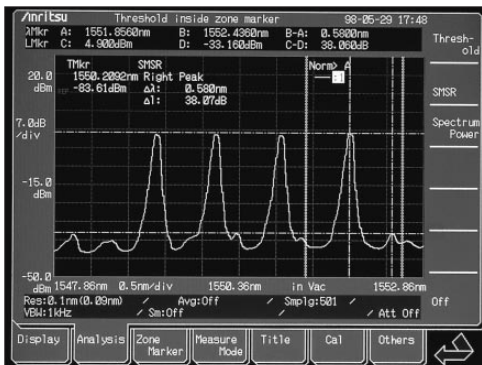 Anritsu Threshold inside zone marker 98-05-29 17:48
λMkr A: 1551.8560nm B: 1552.4360nm B-A: 0.5800nm
LMkr C: 4.900dBm D: -33.160dBm C-D: 38.060dB
Thresh-
old
TMkr SMSR Norm> A
1550.2092nm Right Peak :1
-83.61dBm Δλ: 0.580nm
Δl: 38.07dB
20.0
dBm
REF
SMSR
7.0dB
/div
Spectrum
Power
-15.0
dBm
-50.0
dBm
1547.86nm 0.5nm/div 1550.36nm in Vac 1552.86nm
Res:0.1nm(0.09nm) / Avg:Off / Smplg:501 /
VBW:1kHz / Sm:Off / / Att Off
Off
Display Analysis Zone Marker Measure Mode Title Cal Others